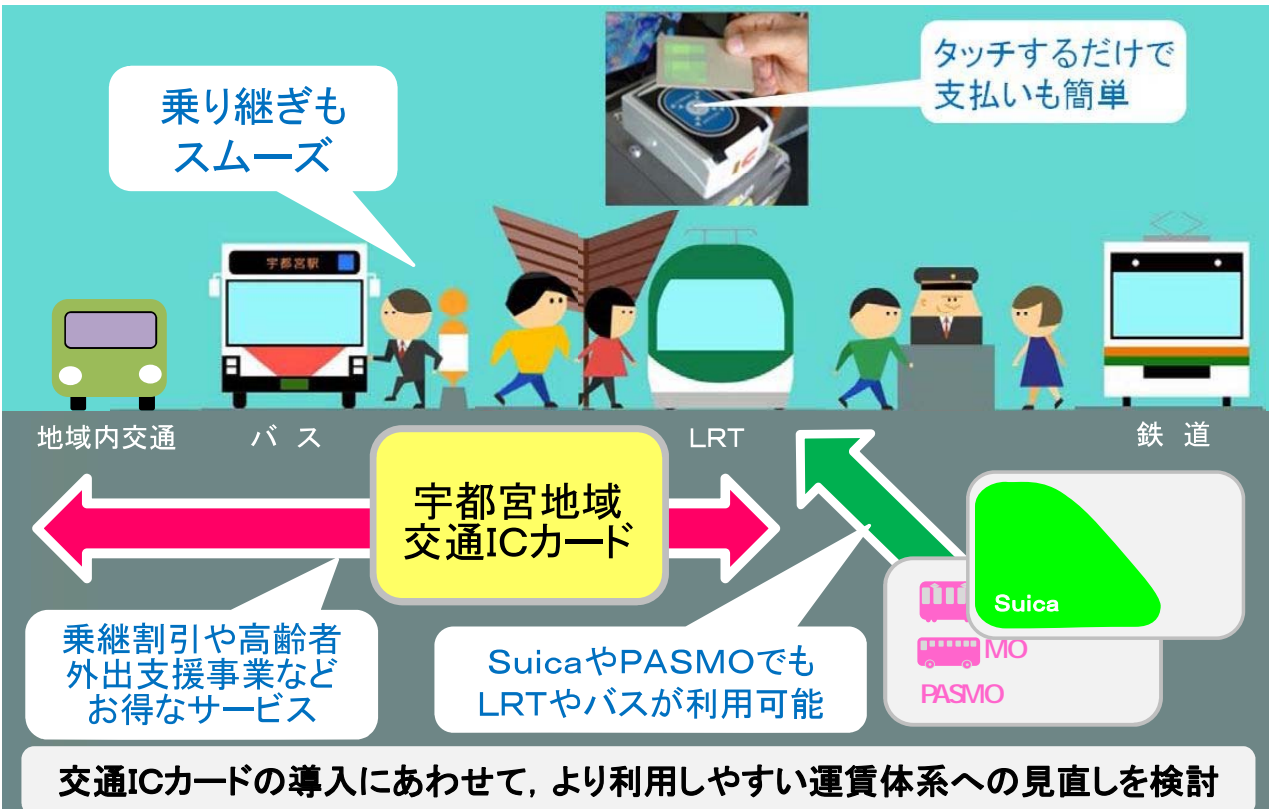 タッチするだけで
支払いも簡単
乗り継ぎも
スムーズ
宇都宮駅
地域内交通
バス
LRT
鉄道
宇都宮地域
交通ICカード
Suica
MO
PASMO
乗継割引や高齢者
外出支援事業など
お得なサービス
SuicaやPASMOでも
LRTやバスが利用可能
交通ICカードの導入にあわせて，より利用しやすい運賃体系への見直しを検討